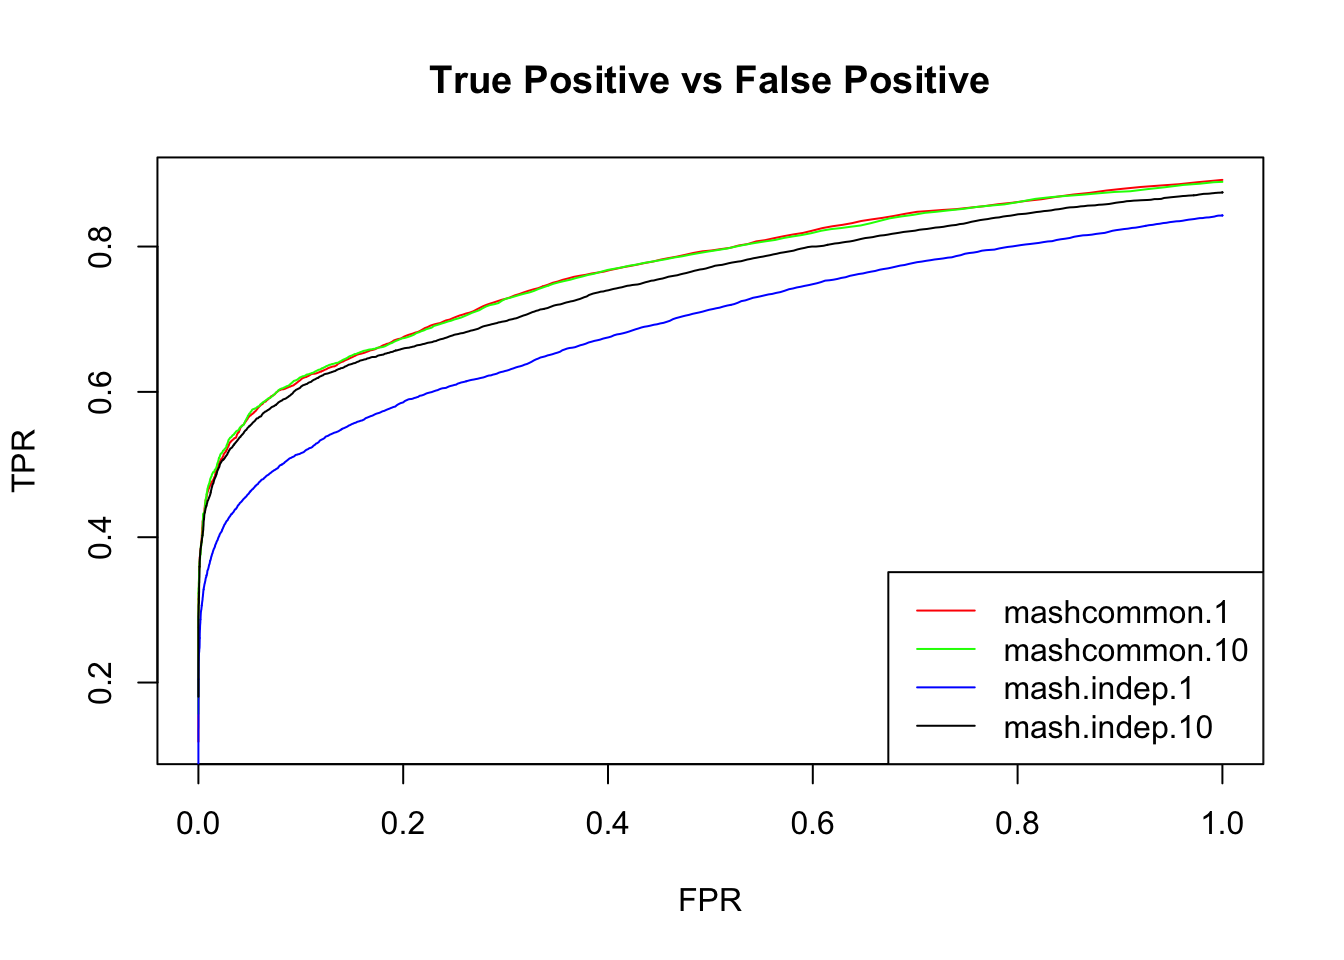 True Positive vs False Positive
TPR
0.8
0.6
0.4
0.2
mashcommon.1
mashcommon.10
mash.indep.1
mash.indep.10
0.0 0.2 0.4 0.6 0.8 1.0
FPR